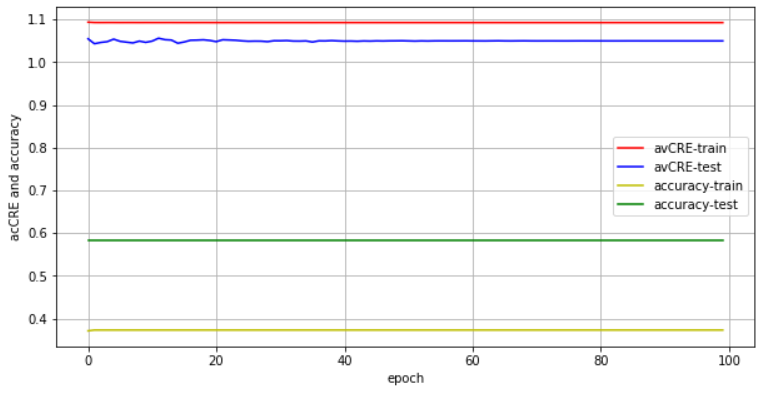 1.1
1.0
0.9
0.8
0.7
0.6
0.5
0.4
acCRE and accuracy
avCRE-train
avCRE-test
accuracy-train
accuracy-test
0 20 40 60 80 100
epoch